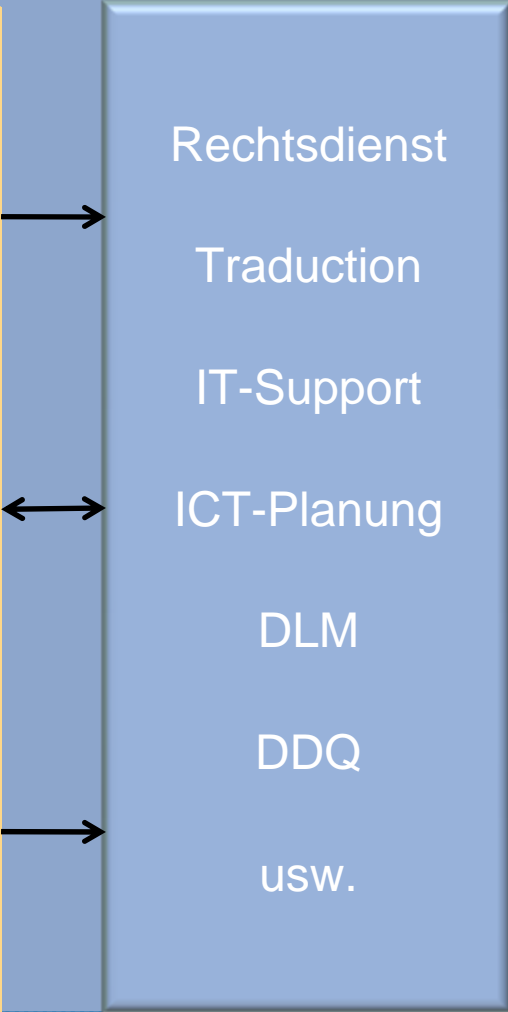 Rechtsdienst
Traduction
IT-Support
ICT-Planung
DLM
DDQ
usw.